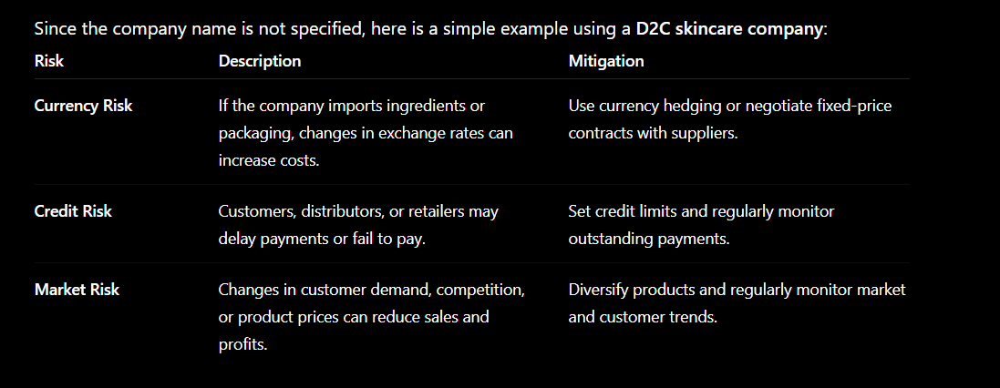 Since the company name is not specified, here is a simple example using a D2C skincare company:
Risk Description Mitigation
Currency Risk If the company imports ingredients or Use currency hedging or negotiate fixed-price
packaging, changes in exchange rates can contracts with suppliers.
increase costs.
Credit Risk Customers, distributors, or retailers may Set credit limits and regularly monitor
delay payments or fail to pay. outstanding payments.
Market Risk Changes in customer demand, competition, Diversify products and regularly monitor market
or product prices can reduce sales and and customer trends.
profits.